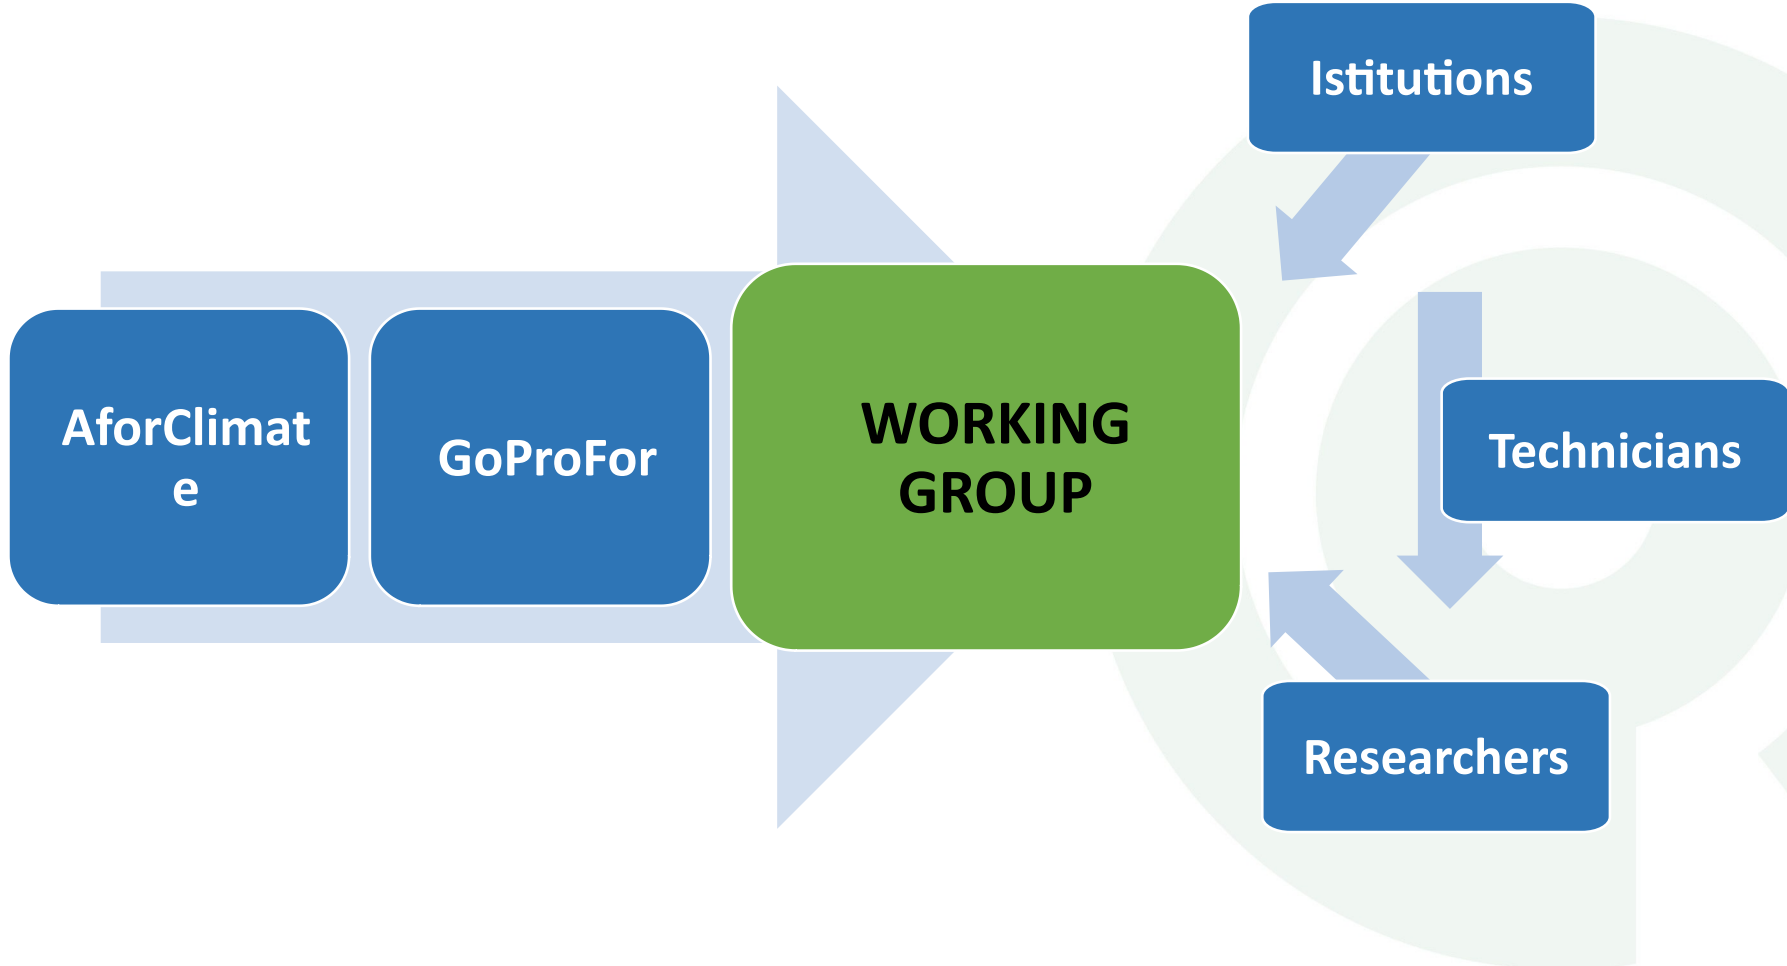 Istitutions
AforClimat
e
GoProFor
WORKING
GROUP
Technicians
Researchers